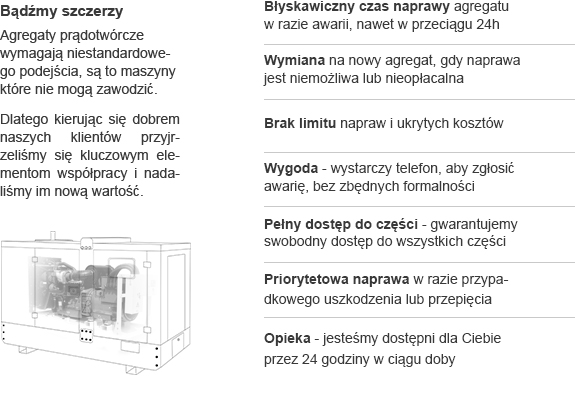 Bądźmy szczerzy
Agregaty prądotwórcze
wymagają niestandardowe-
go podejścia, są to maszyny
które nie mogą zawodzić.
Dlatego kierując się dobrem
naszych klientów przyjr-
zeliśmy się kluczowym ele-
mentom współpracy i nada-
liśmy im nową wartość.
Błyskawiczny czas naprawy agregatu
w razie awarii, nawet w przeciągu 24h
Wymiana na nowy agregat, gdy naprawa
jest niemożliwa lub nieopłacalna
Brak limitu napraw i ukrytych kosztów
Wygoda - wystarczy telefon, aby zgłosić
awarię, bez zbędnych formalności
Pełny dostęp do części - gwarantujemy
swobodny dostęp do wszystkich części
Priorytetowa naprawa w razie przypa-
dkowego uszkodzenia lub przepięcia
Opieka - jesteśmy dostępni dla Ciebie
przez 24 godziny w ciągu doby